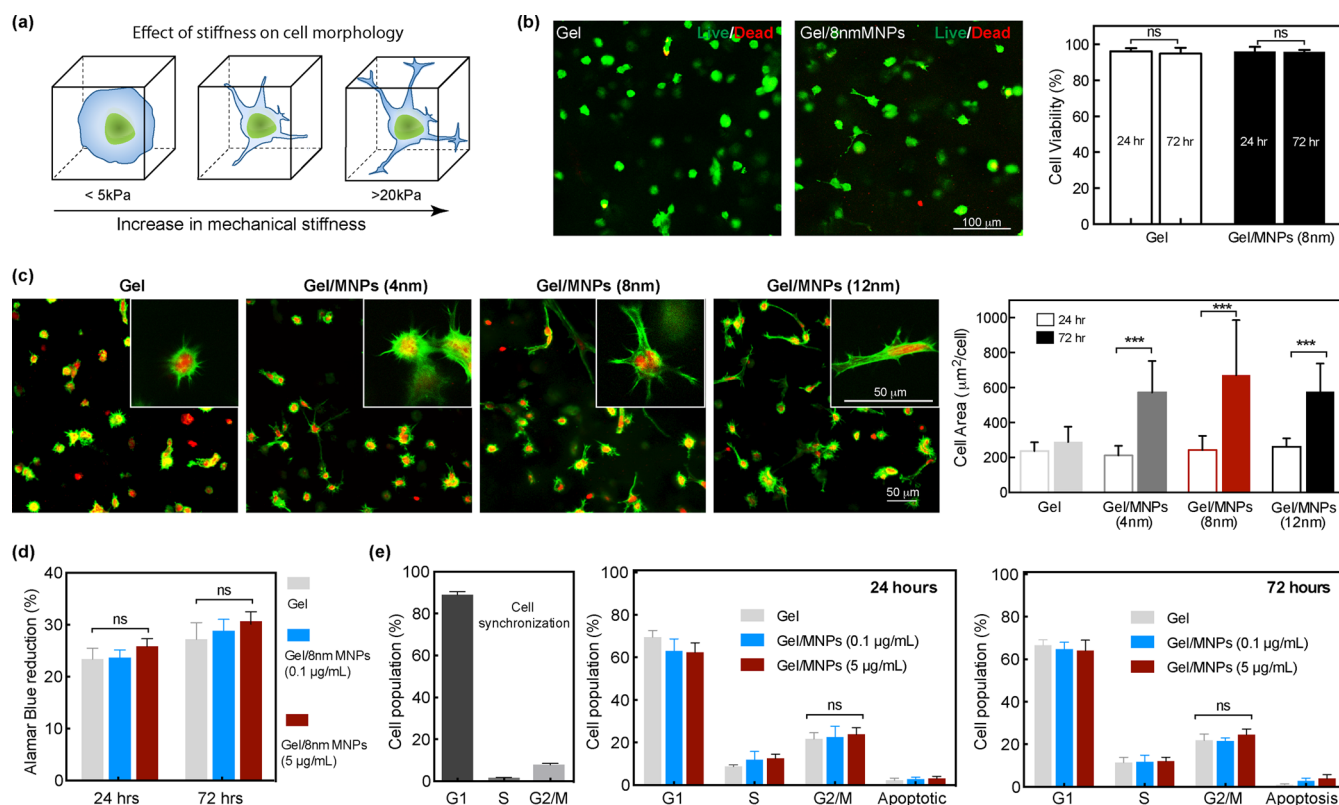 (a)
Effect of stiffness on cell morphology
< 5kPa
>20kPa
Increase in mechanical stiffness
(b)
Gel
Live/Dead
Gel/8nmMNPs
Live/Dead
100 μm
Cell Viability (%)
100
80
60
40
20
0
ns
ns
24 hr
72 hr
24 hr
72 hr
Gel
Gel/MNPs (8nm)
(c)
Gel
Gel/MNPs (4nm)
Gel/MNPs (8nm)
Gel/MNPs (12nm)
50 μm
50 μm
Cell Area (μm²/cell)
1000
800
600
400
200
0
24 hr
72 hr
***
***
***
Gel
Gel/MNPs
(4nm)
Gel/MNPs
(8nm)
Gel/MNPs
(12nm)
(d)
Alamar Blue reduction (%)
40
30
20
10
0
ns
ns
24 hrs
72 hrs
Gel
Gel/8nm MNPs
(0.1 μg/mL)
Gel/8nm MNPs
(5 μg/mL)
(e)
Cell population (%)
100
80
60
40
20
0
Cell
synchronization
G1
S
G2/M
Cell population (%)
100
80
60
40
20
0
24 hours
Gel
Gel/MNPs (0.1 μg/mL)
Gel/MNPs (5 μg/mL)
ns
G1
S
G2/M
Apoptotic
Cell population (%)
100
80
60
40
20
0
72 hours
Gel
Gel/MNPs (0.1 μg/mL)
Gel/MNPs (5 μg/mL)
ns
G1
S
G2/M
Apoptosis